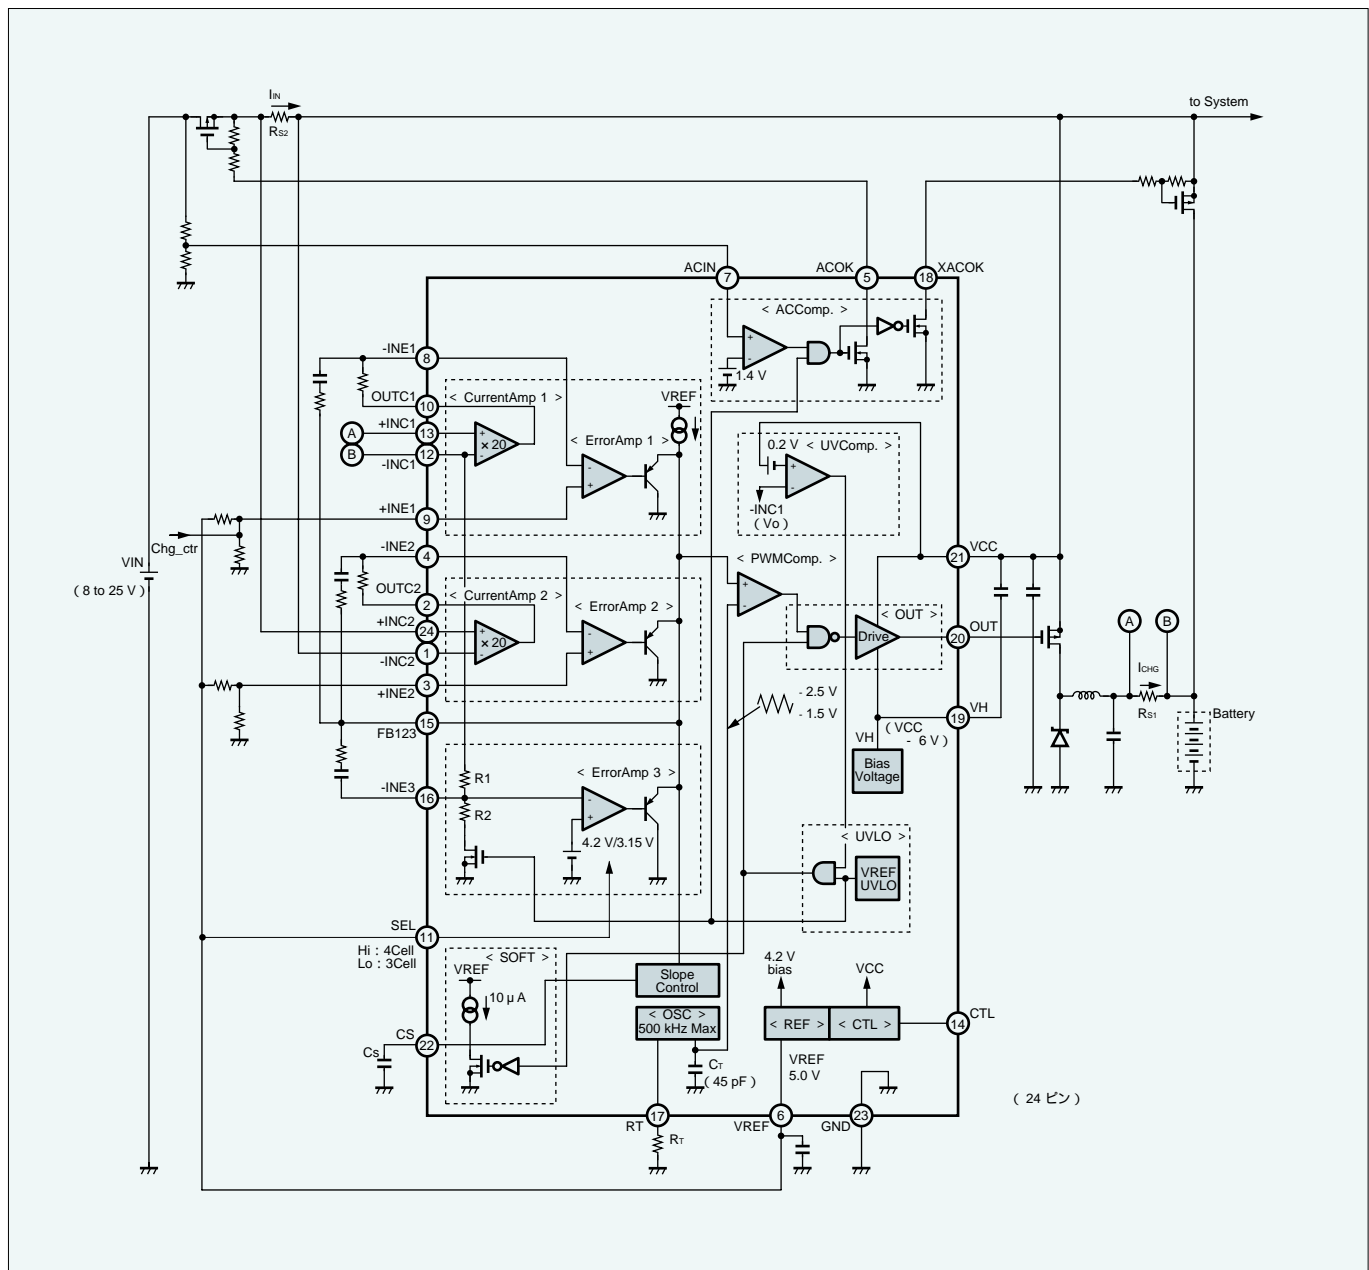 IIN
to System
RS2
ACIN
7
ACOK
5
18
XACOK
< ACComp. >
+
-
1.4 V
-INE1
8
OUTC1
10
< CurrentAmp 1 >
VREF
A
+INC1
13
+
× 20
-
B
12
-INC1
< ErrorAmp 1 >
-
+
0.2 V
< UVComp. >
+
-
-INC1
( Vo )
+INE1
9
Chg_ctr
VIN
( 8 to 25 V )
-INE2
4
OUTC2
2
< CurrentAmp 2 >
+INC2
24
+
× 20
-
1
-INC2
< ErrorAmp 2 >
-
+
3
+INE2
15
FB123
< PWMComp. >
+
-
< OUT >
Drive
21
VCC
20
OUT
A
B
ICHG
RS1
Battery
- 2.5 V
- 1.5 V
19
VH
( VCC
- 6 V )
VH
Bias
Voltage
-INE3
16
R1
R2
< ErrorAmp 3 >
-
+
4.2 V/3.15 V
< UVLO >
VREF
UVLO
SEL
11
Hi : 4Cell
Lo : 3Cell
< SOFT >
VREF
10 μ A
Slope
Control
< OSC >
500 kHz Max
4.2 V
bias
VCC
< REF >
< CTL >
14
CTL
CS
22
Cs
CT
( 45 pF )
VREF
5.0 V
( 24 ピン )
RT
17
RT
VREF
6
GND
23